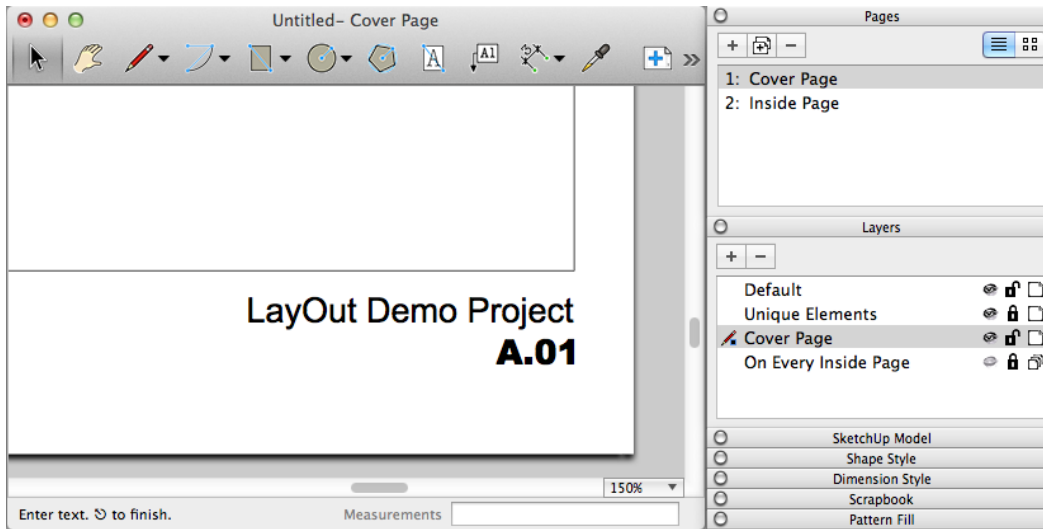 Untitled- Cover Page
A
A1
LayOut Demo Project
A.01
150%
Enter text. ⎋ to finish.
Measurements
Pages
1: Cover Page
2: Inside Page
Layers
Default
Unique Elements
Cover Page
On Every Inside Page
SketchUp Model
Shape Style
Dimension Style
Scrapbook
Pattern Fill